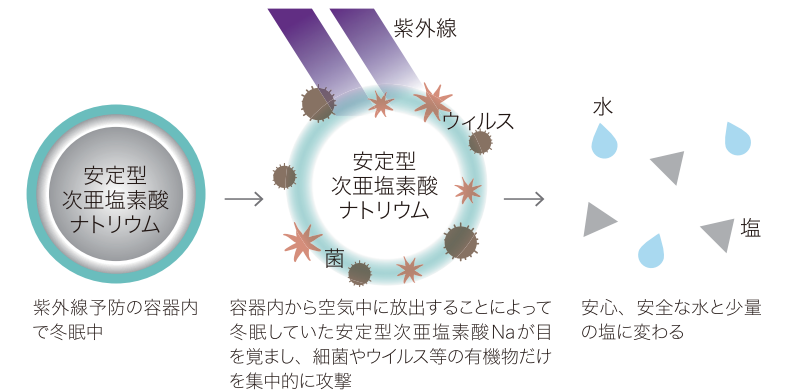 安定型
次亜塩素酸
ナトリウム
紫外線予防の容器内
で冬眠中
紫外線
ウィルス
安定型
次亜塩素酸
ナトリウム
菌
容器内から空気中に放出することによって
冬眠していた安定型次亜塩素酸Naが目
を覚まし、細菌やウイルス等の有機物だけ
を集中的に攻撃
水
塩
安心、安全な水と少量
の塩に変わる